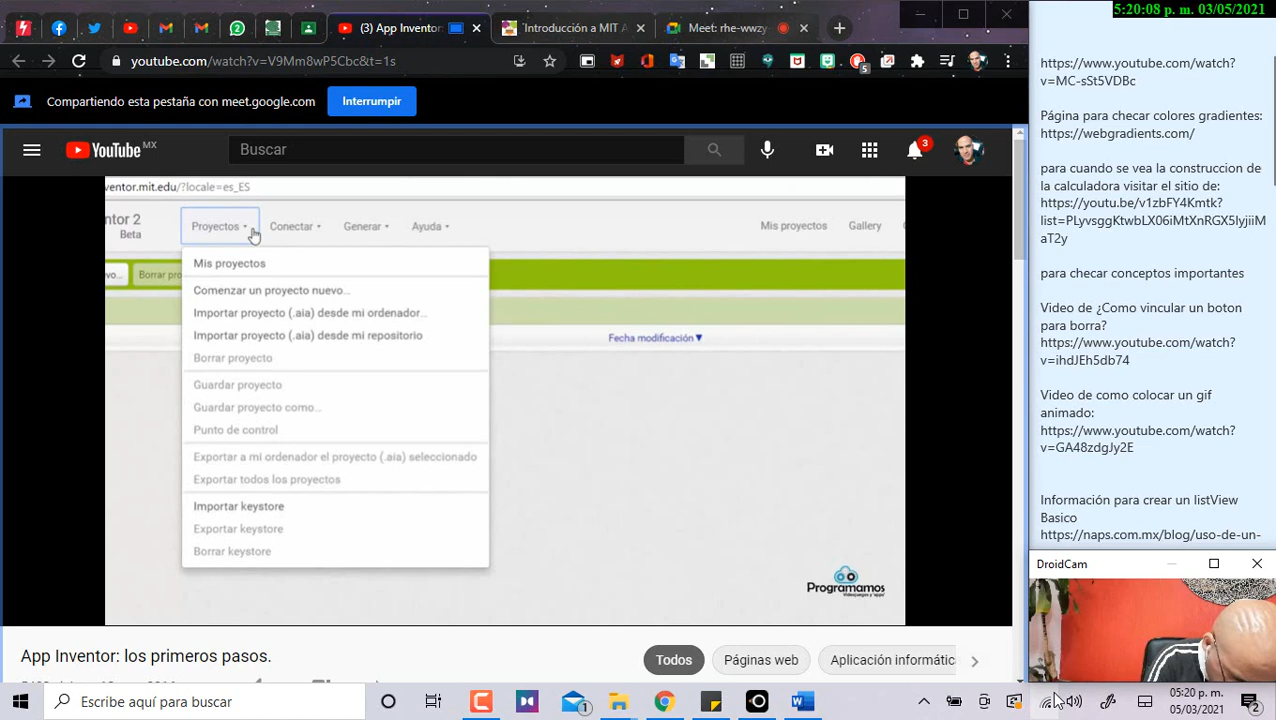 5:20:08 p. m. 03/05/2021
(3) App Inventor
Introducción a MIT A
Meet: rhe-wwzy
youtube.com/watch?v=J9Mm8wP5Cbc&t=1s
5
Compartiendo esta pestaña con meet.google.com
Interrumpir
YouTube MX
Buscar
3
ventor.mit.edu/?locale=es_ES
ntor 2
Beta
Proyectos
Conectar
Generar
Ayuda
Mis proyectos
Gallery
evo...
Borrar pro
Mis proyectos
Comenzar un proyecto nuevo...
Importar proyecto (.aia) desde mi ordenador...
Importar proyecto (.aia) desde mi repositorio
Borrar proyecto
Guardar proyecto
Guardar proyecto como...
Punto de control
Exportar a mi ordenador el proyecto (.aia) seleccionado
Exportar todos los proyectos
Importar keystore
Exportar keystore
Borrar keystore
Fecha modificación▼
Programamos
Videojuegos y apps
App Inventor: los primeros pasos.
Todos
Páginas web
Aplicación informátic
https://www.youtube.com/watch?
v=MC-sSt5VDBc
Página para checar colores gradientes:
https://webgradients.com/
para cuando se vea la construccion de
la calculadora visitar el sitio de:
https://youtu.be/v1zbFY4Kmtk?
list=PLyvsggKtwbLX06iMtXnRGX5lyjiiM
aT2y
para checar conceptos importantes
Video de ¿Como vincular un boton
para borra?
https://www.youtube.com/watch?
v=ihdJEh5db74
Video de como colocar un gif
animado:
https://www.youtube.com/watch?
v=GA48zdgJy2E
Información para crear un listView
Basico
https://naps.com.mx/blog/uso-de-un-
DroidCam
Escribe aquí para buscar
1
05:20 p. m.
05/03/2021
2